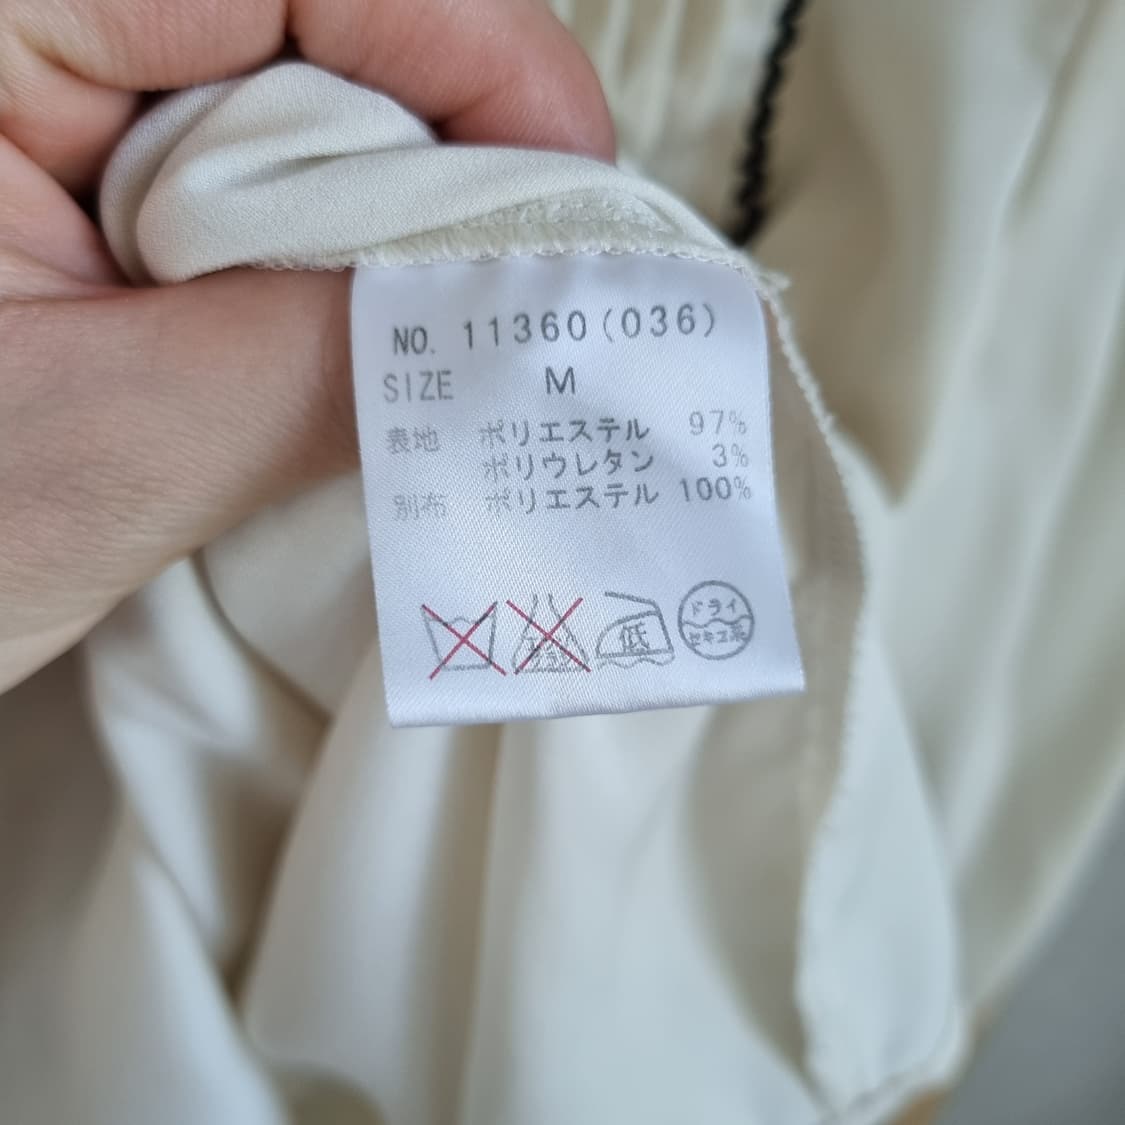 NO. 11360(036)
SIZE M
表地 ポリエステル 97%
ポリウレタン 3%
別布 ポリエステル 100%
低
ドライ
セキユ系